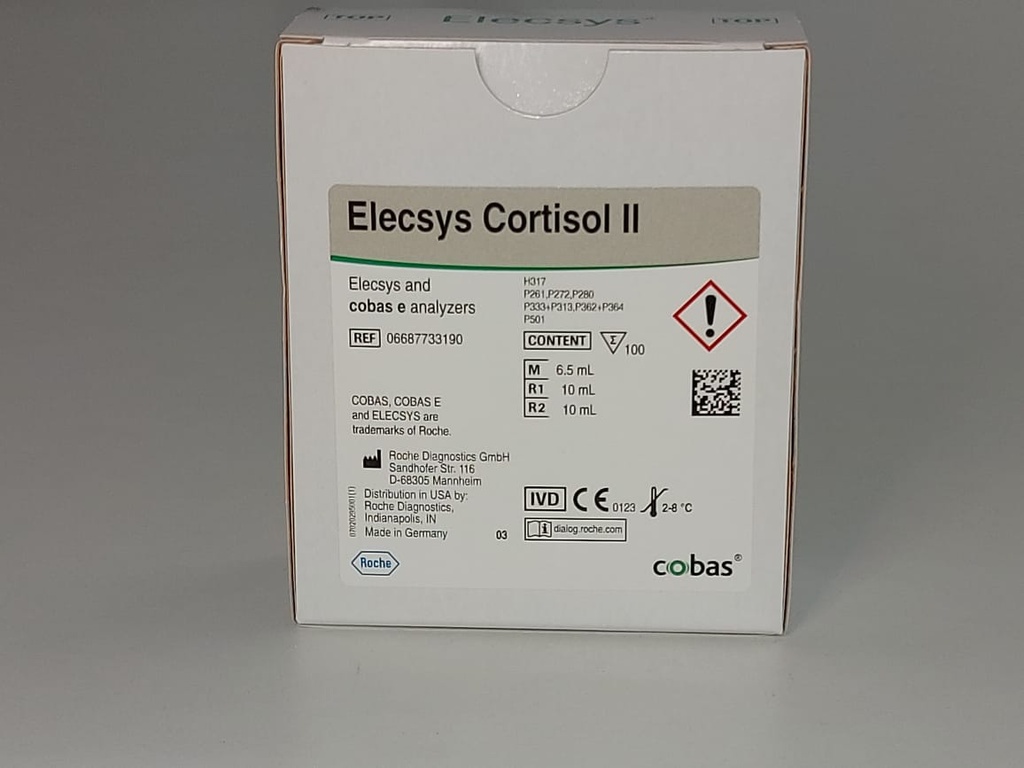 [TOP] Elecsys® [TOP]
Elecsys Cortisol II
Elecsys and
cobas e analyzers
REF 06687733190
H317
P261,P272,P280
P333+P313,P362+P364
P501
CONTENT Σ 100
M 6.5 mL
R1 10 mL
R2 10 mL
COBAS, COBAS E
and ELECSYS are
trademarks of Roche.
Roche Diagnostics GmbH
Sandhofer Str. 116
D-68305 Mannheim
Distribution in USA by:
Roche Diagnostics,
Indianapolis, IN
Made in Germany
03
IVD CE 0123 2-8 °C
i dialog.roche.com
Roche
cobas®